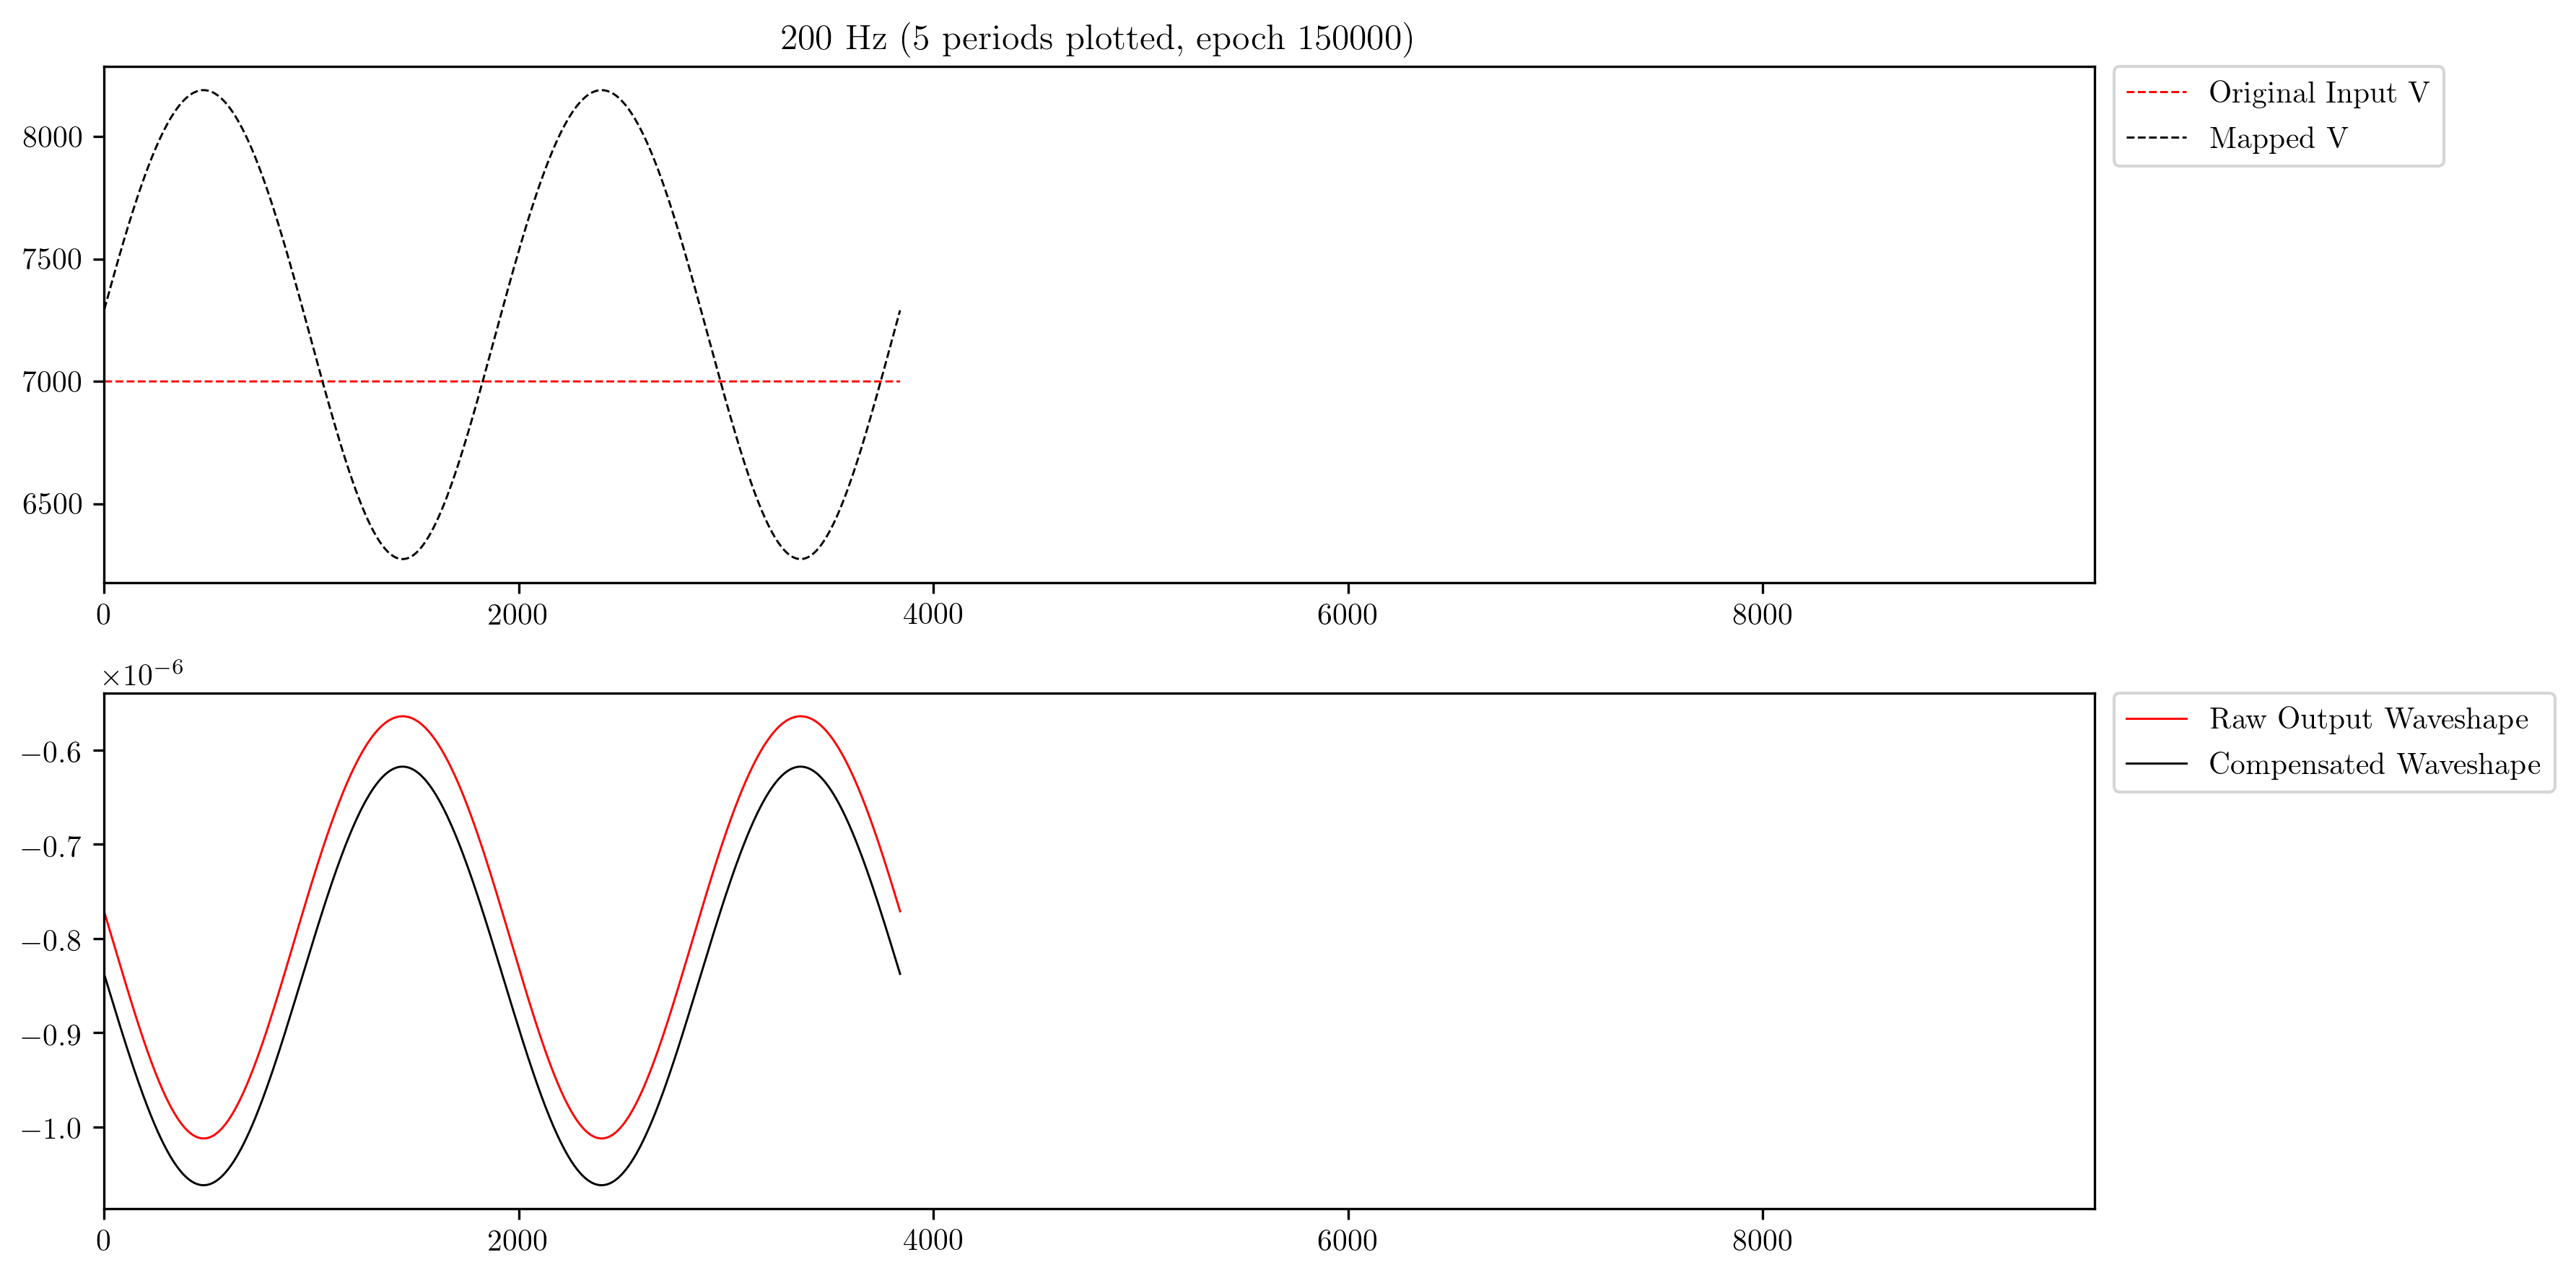 200 Hz (5 periods plotted, epoch 150000)
Original Input V
Mapped V
8000
7500
7000
6500
0 2000 4000 6000 8000
×10⁻⁶
Raw Output Waveshape
Compensated Waveshape
−0.6
−0.7
−0.8
−0.9
−1.0
0 2000 4000 6000 8000